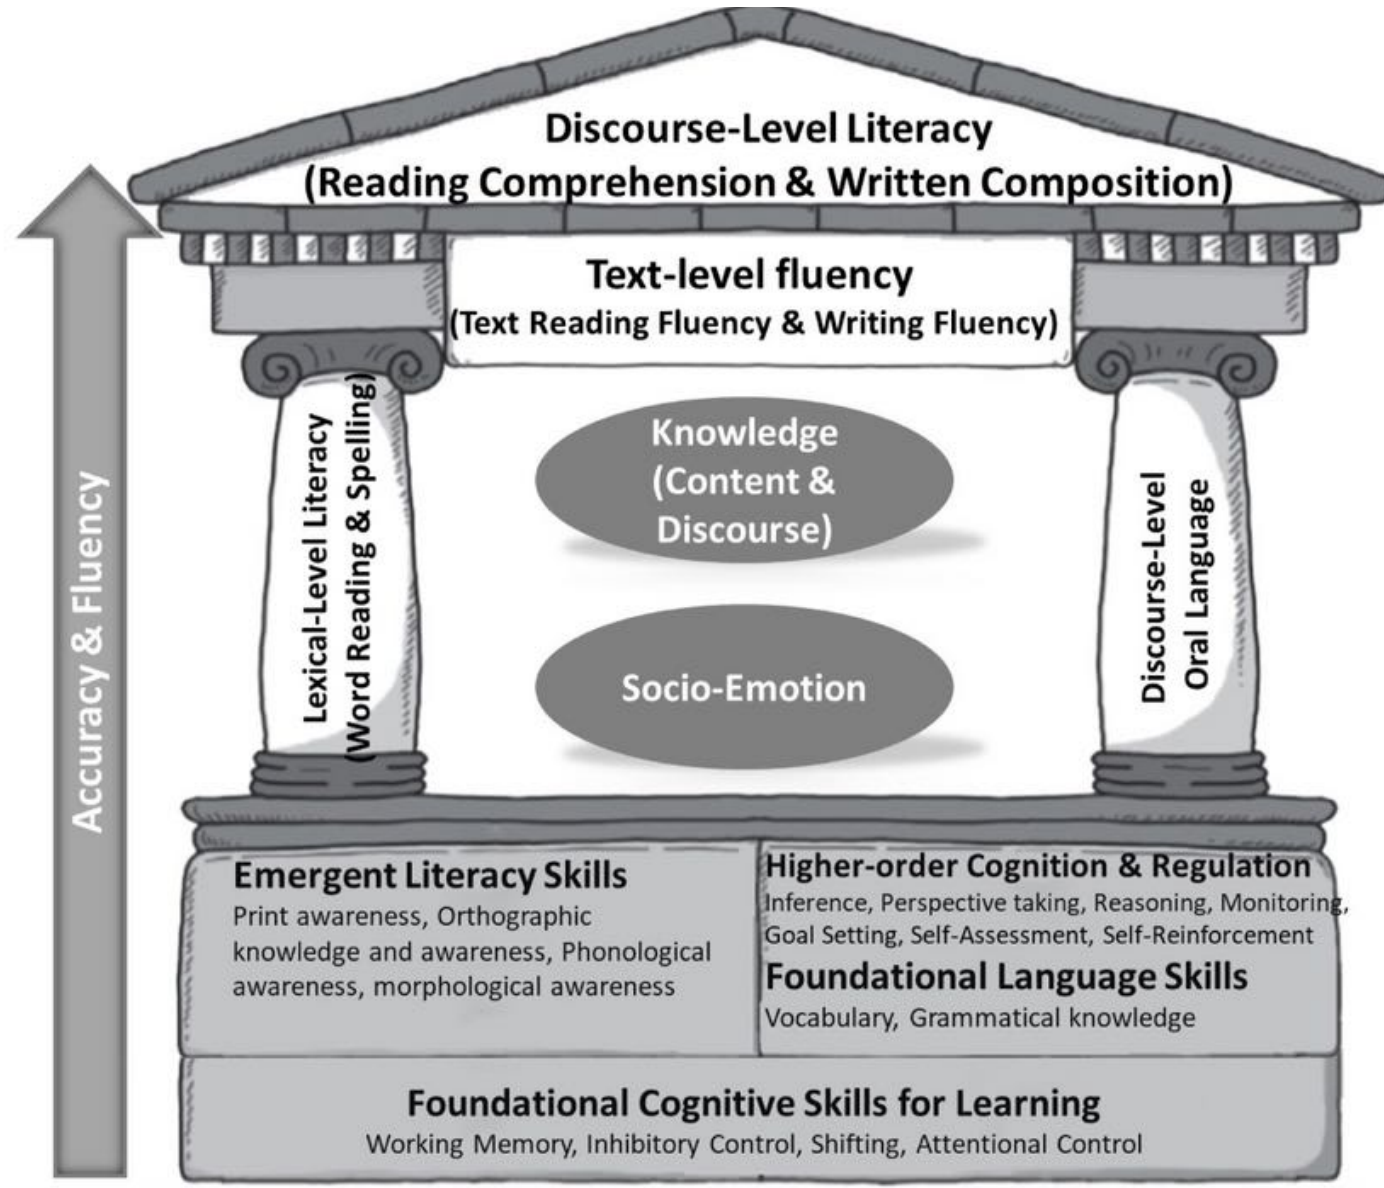 Discourse-Level Literacy
(Reading Comprehension & Written Composition)
Text-level fluency
(Text Reading Fluency & Writing Fluency)
Accuracy & Fluency
Lexical-Level Literacy
(Word Reading & Spelling)
Knowledge
(Content &
Discourse)
Socio-Emotion
Discourse-Level
Oral Language
Emergent Literacy Skills
Print awareness, Orthographic
knowledge and awareness, Phonological
awareness, morphological awareness
Higher-order Cognition & Regulation
Inference, Perspective taking, Reasoning, Monitoring,
Goal Setting, Self-Assessment, Self-Reinforcement
Foundational Language Skills
Vocabulary, Grammatical knowledge
Foundational Cognitive Skills for Learning
Working Memory, Inhibitory Control, Shifting, Attentional Control